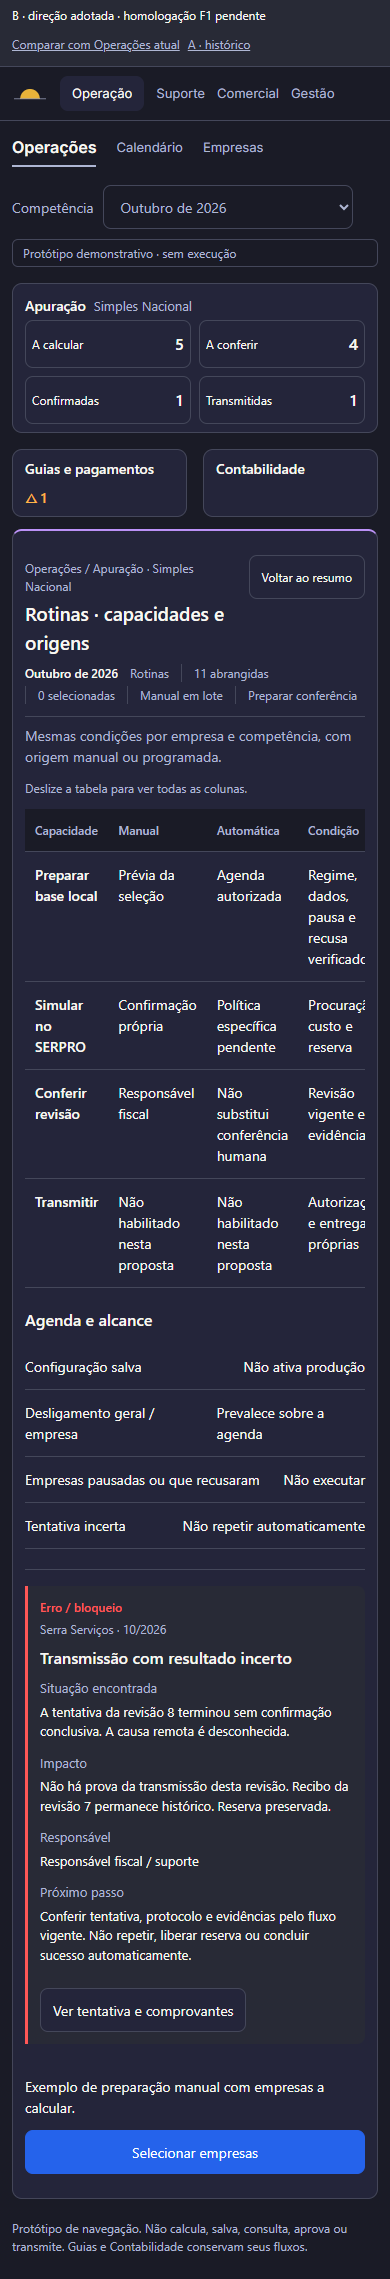 B · direção adotada · homologação F1 pendente
Comparar com Operações atual A · histórico
Operação Suporte Comercial Gestão
Operações Calendário Empresas
Competência Outubro de 2026
Protótipo demonstrativo · sem execução
Apuração Simples Nacional
A calcular 5 A conferir 4
Confirmadas 1 Transmitidas 1
Guias e pagamentos Contabilidade
△ 1
Operações / Apuração · Simples
Nacional
Voltar ao resumo
Rotinas · capacidades e
origens
Outubro de 2026 Rotinas 11 abrangidas
0 selecionadas Manual em lote Preparar conferência
Mesmas condições por empresa e competência, com
origem manual ou programada.
Deslize a tabela para ver todas as colunas.
Capacidade Manual Automática Condição
Preparar Prévia da Agenda Regime,
base local seleção autorizada dados,
pausa e
recusa
verificado
Simular Confirmação Política Procuraçã
no própria específica custo e
SERPRO pendente reserva
Conferir Responsável Não Revisão
revisão fiscal substitui vigente e
conferência evidência
humana
Transmitir Não Não Autorizaç
habilitado habilitado e entrega
nesta nesta próprias
proposta proposta
Agenda e alcance
Configuração salva Não ativa produção
Desligamento geral / Prevalece sobre a
empresa agenda
Empresas pausadas ou que recusaram Não executar
Tentativa incerta Não repetir automaticamente
Erro / bloqueio
Serra Serviços · 10/2026
Transmissão com resultado incerto
Situação encontrada
A tentativa da revisão 8 terminou sem confirmação
conclusiva. A causa remota é desconhecida.
Impacto
Não há prova da transmissão desta revisão. Recibo da
revisão 7 permanece histórico. Reserva preservada.
Responsável
Responsável fiscal / suporte
Próximo passo
Conferir tentativa, protocolo e evidências pelo fluxo
vigente. Não repetir, liberar reserva ou concluir
sucesso automaticamente.
Ver tentativa e comprovantes
Exemplo de preparação manual com empresas a
calcular.
Selecionar empresas
Protótipo de navegação. Não calcula, salva, consulta, aprova ou
transmite. Guias e Contabilidade conservam seus fluxos.